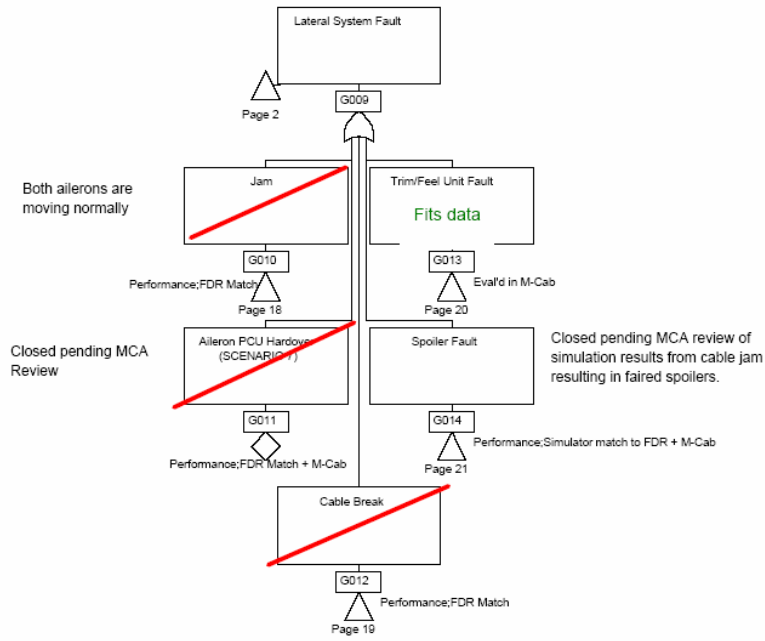 Lateral System Fault
G009
Page 2
Both ailerons are
moving normally
Jam
Trim/Feel Unit Fault
Fits data
G010
G013
Performance;FDR Match
Eval'd in M-Cab
Page 18
Page 20
Closed pending MCA
Review
Aileron PCU Hardover
(SCENARIO 7)
Spoiler Fault
Closed pending MCA review of
simulation results from cable jam
resulting in faired spoilers.
G011
G014
Performance;FDR Match + M-Cab
Performance;Simulator match to FDR + M-Cab
Page 21
Cable Break
G012
Performance;FDR Match
Page 19